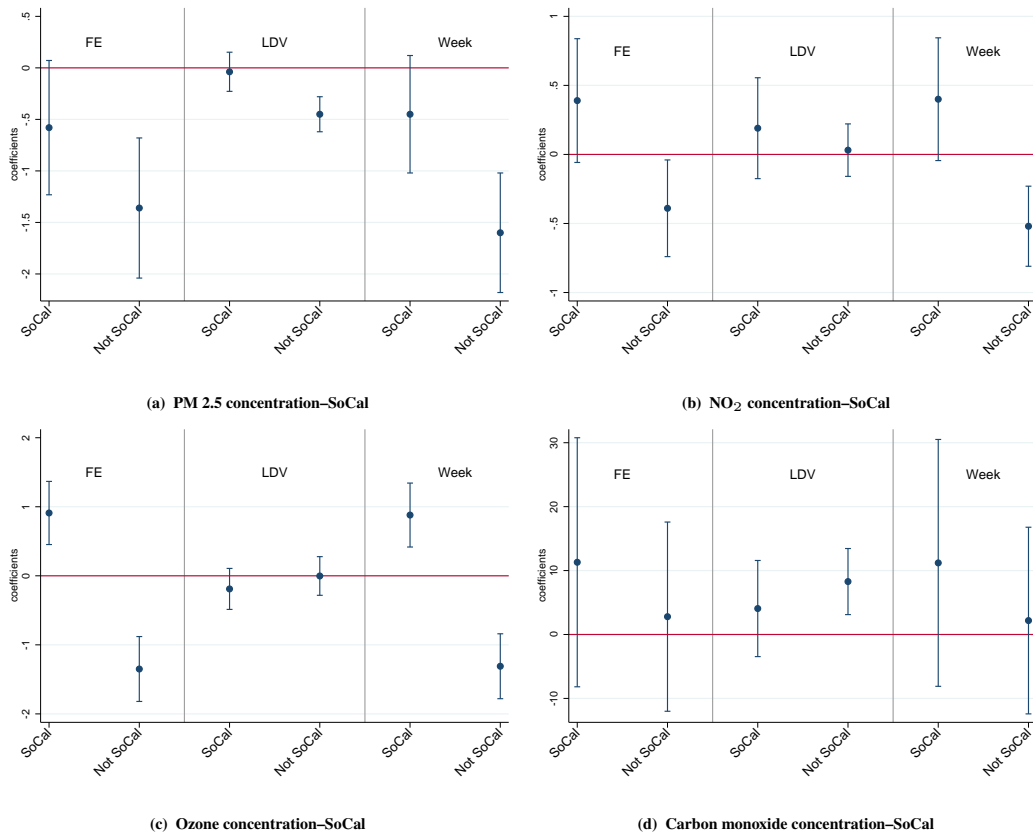 .5
0
-.5
-1
-1.5
-2
coefficients
FE
LDV
Week
SoCal
Not SoCal
SoCal
Not SoCal
SoCal
Not SoCal
(a) PM 2.5 concentration–SoCal
1
.5
0
-.5
-1
coefficients
FE
LDV
Week
SoCal
Not SoCal
SoCal
Not SoCal
SoCal
Not SoCal
(b) NO₂ concentration–SoCal
2
1
0
-1
-2
coefficients
FE
LDV
Week
SoCal
Not SoCal
SoCal
Not SoCal
SoCal
Not SoCal
(c) Ozone concentration–SoCal
30
20
10
0
-10
coefficients
FE
LDV
Week
SoCal
Not SoCal
SoCal
Not SoCal
SoCal
Not SoCal
(d) Carbon monoxide concentration–SoCal